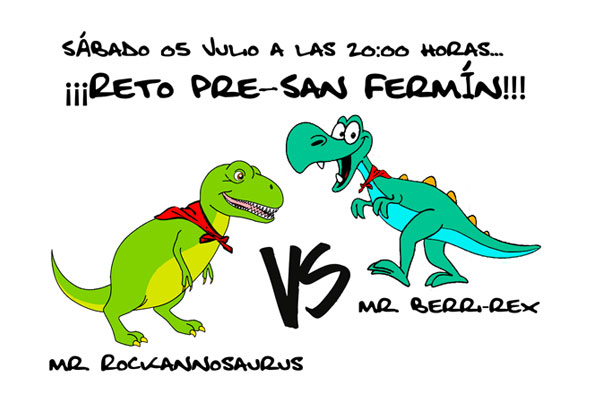 SÁBADO 05 JULIO A LAS 20:00 HORAS...
¡¡¡RETO PRE-SAN FERMÍN!!!
VS
MR. BERRI-REX
MR. ROCKANNOSAURUS